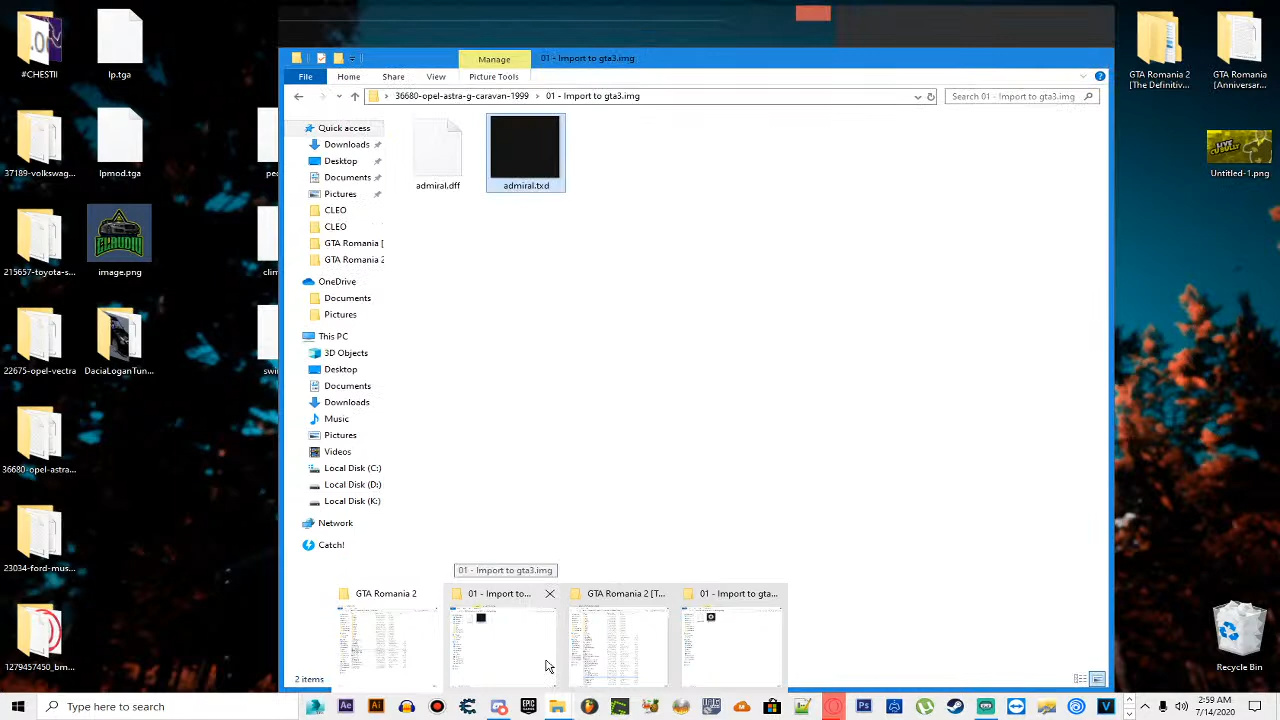 #CHESTII
lp.tga
37189-volkswag...
lpmod.tga
215657-toyota-s...
image.png
22675-opel-vectra
DaciaLoganTun...
36680-opel-astra...
23034-ford-mus...
1279457450_bm...
Manage
01 - Import to gta3.img
File
Home
Share
View
Picture Tools
36680-opel-astra-g-caravan-1999
01 - Import to gta3.img
Search 01 - Import to gta3.img
Quick access
Downloads
Desktop
Documents
Pictures
CLEO
CLEO
GTA Romania [
GTA Romania 2
OneDrive
Documents
Pictures
This PC
3D Objects
Desktop
Documents
Downloads
Music
Pictures
Videos
Local Disk (C:)
Local Disk (D:)
Local Disk (K:)
Network
Catch!
admiral.dff
admiral.txd
01 - Import to gta3.img
GTA Romania 2
01 - Import to...
GTA Romania 2 [T...
01 - Import to gta...
2 items
GTA Romania 2 [The Definitiv...
GTA Romania [Anniversar...
LIVE
Untitled-1.png
Recycle Bin
Type here to search
2:59 AM
7/14/2020